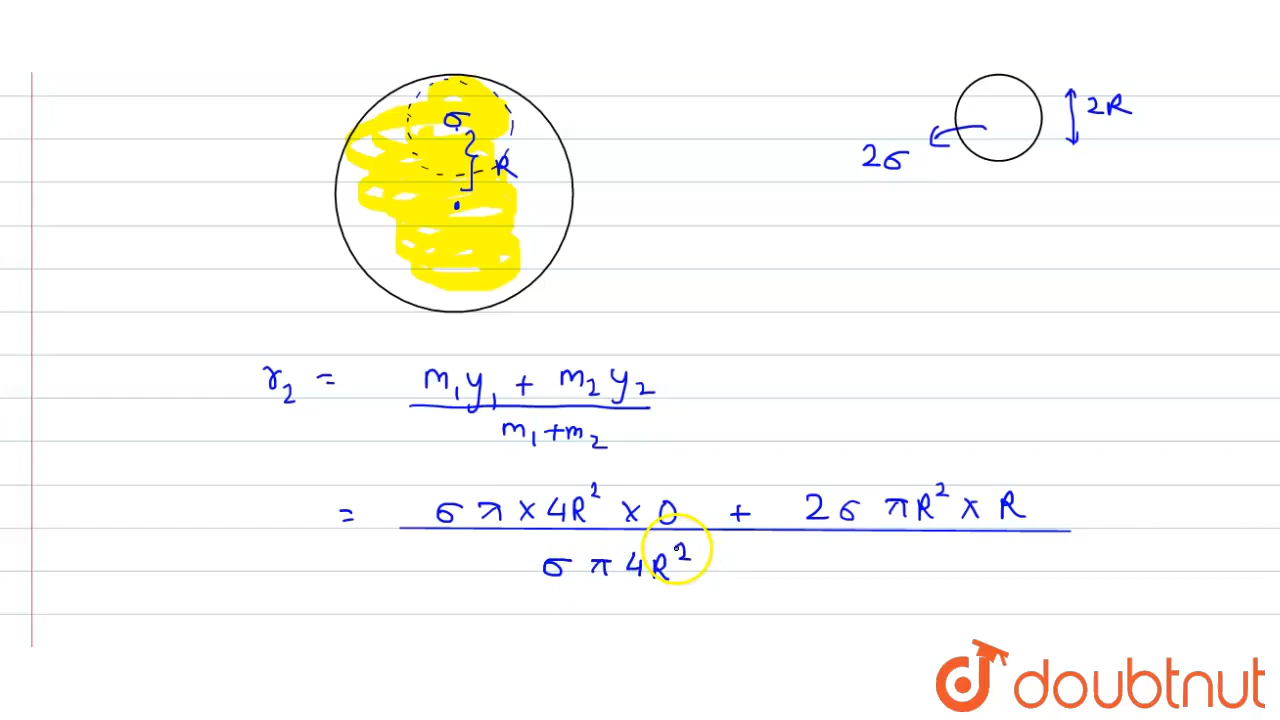 σ
R
2R
2σ
r₂ = (m₁y₁ + m₂y₂) / (m₁ + m₂)
= (σ π × 4R² × 0 + 2σ πR² × R) / (σ π 4R²)
doubtnut